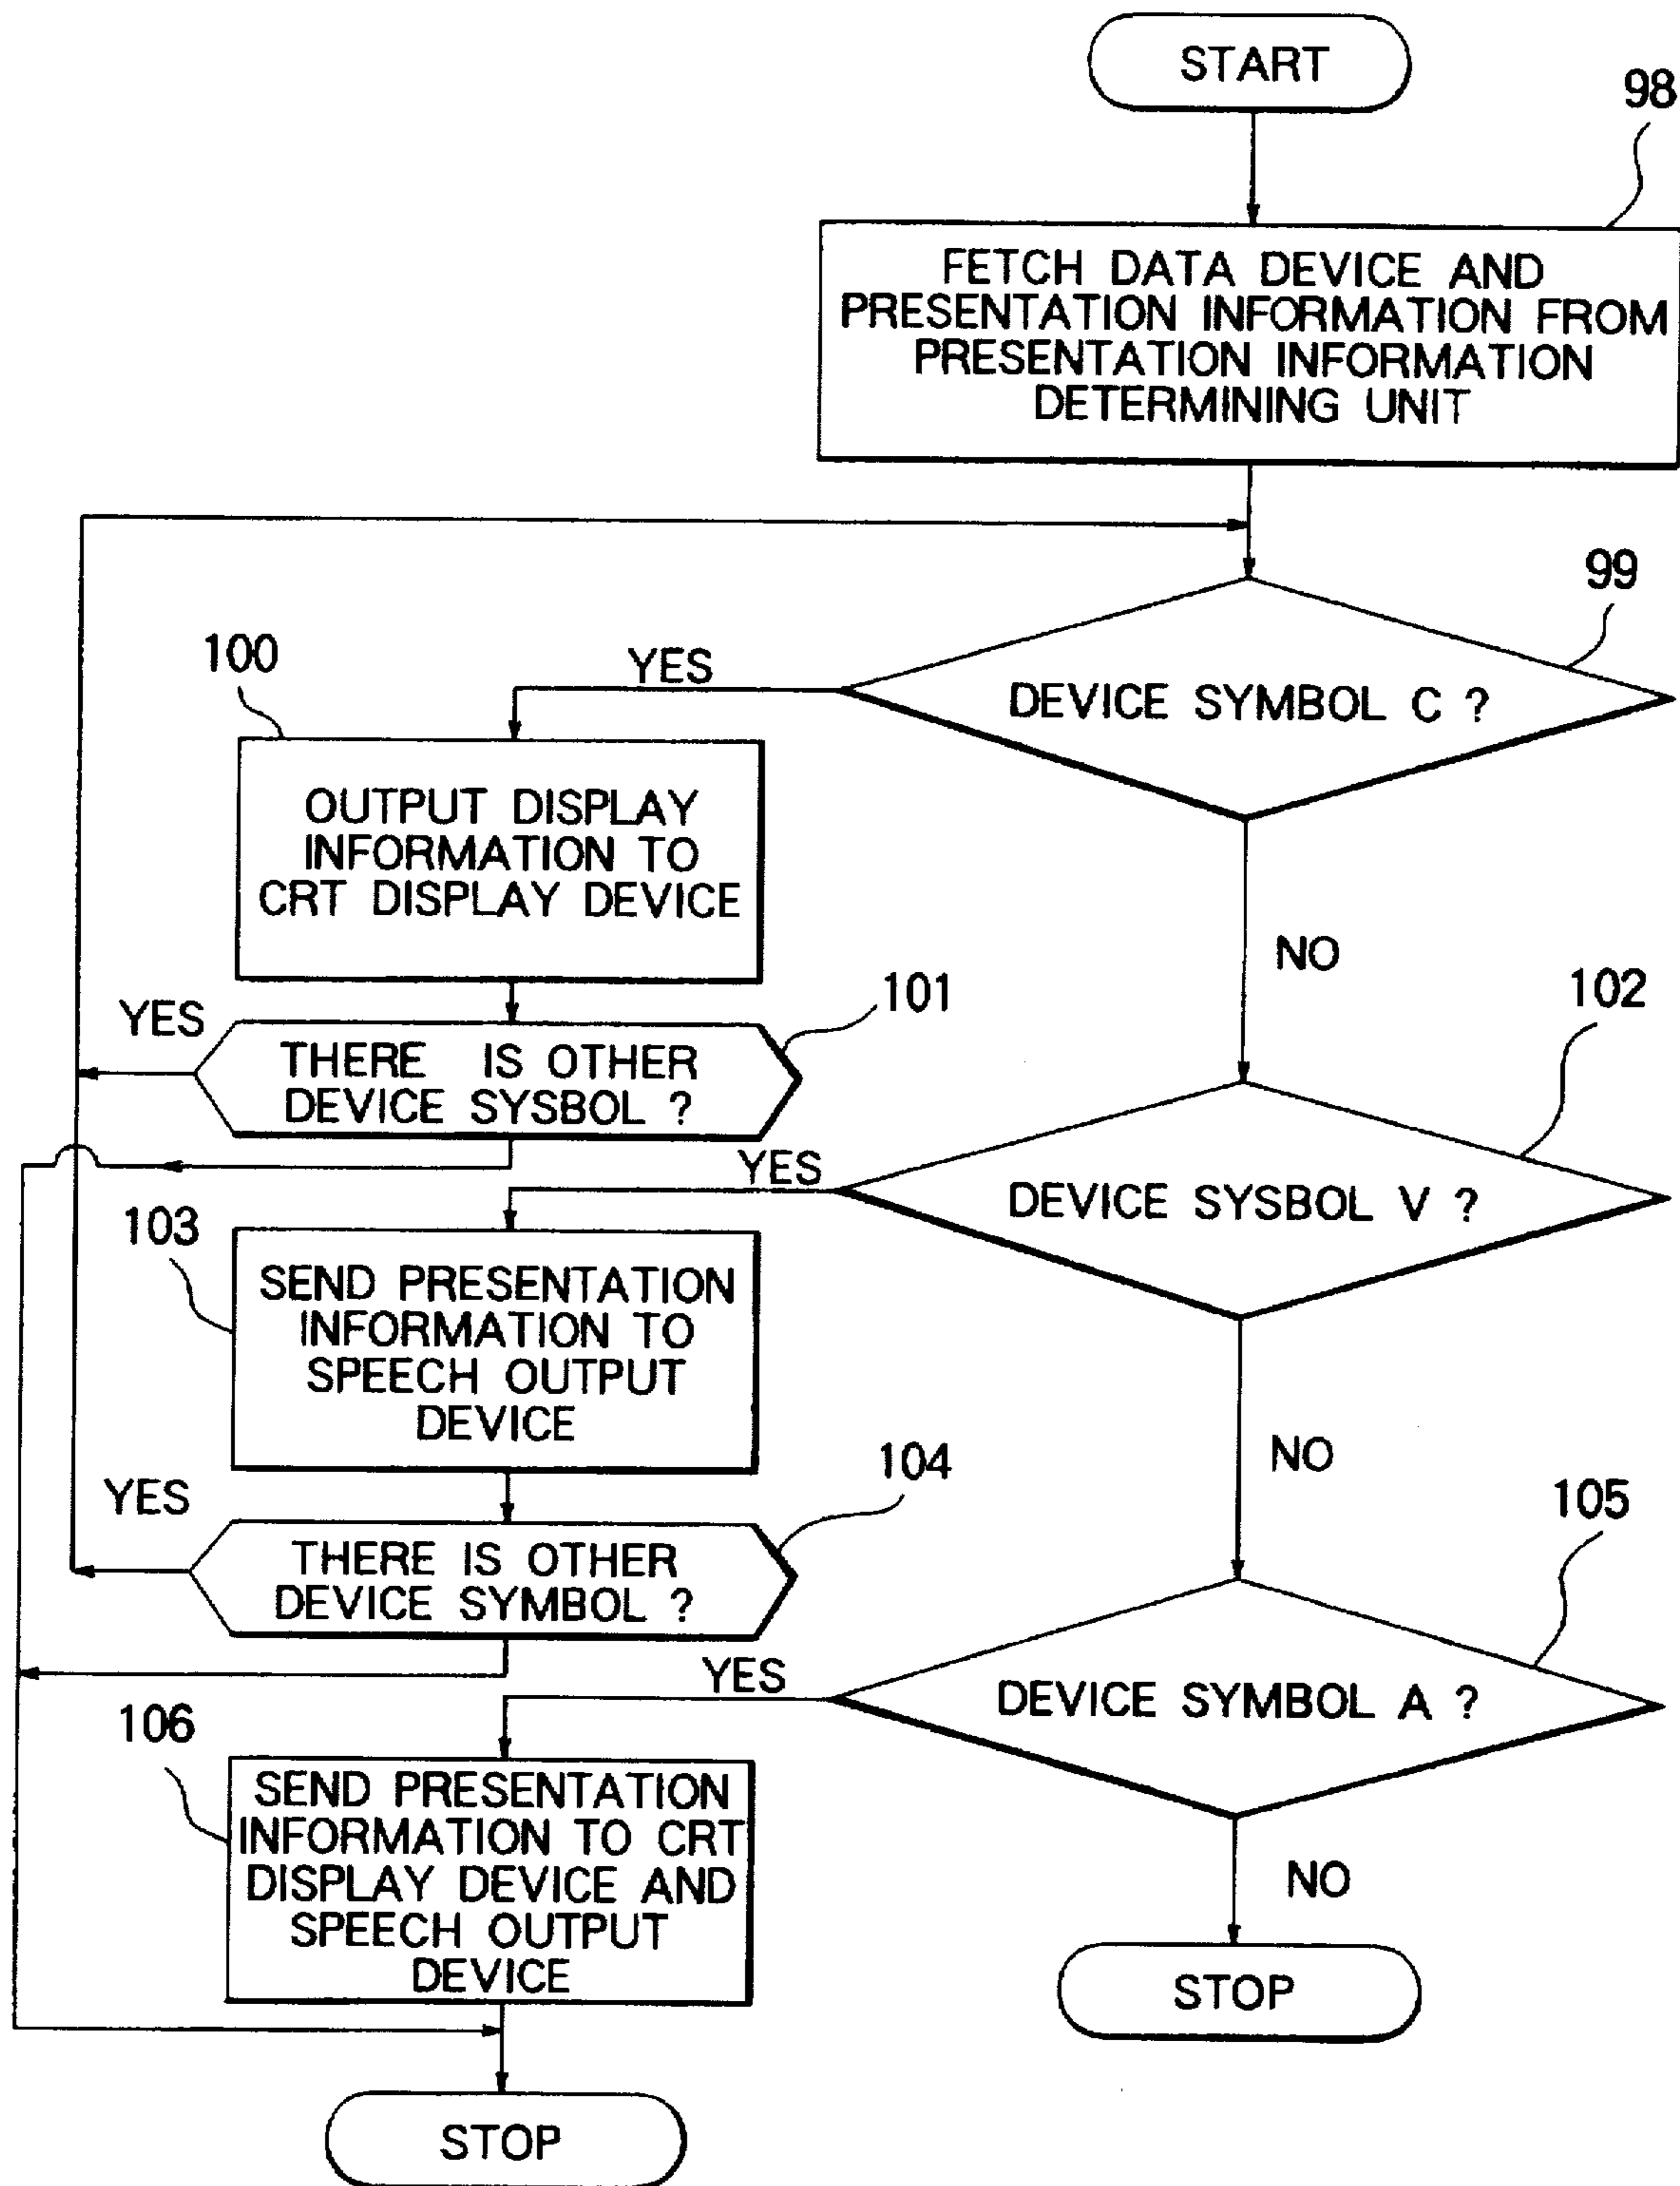 START
98
FETCH DATA DEVICE AND
PRESENTATION INFORMATION FROM
PRESENTATION INFORMATION
DETERMINING UNIT
99
DEVICE SYMBOL C ?
YES
100
OUTPUT DISPLAY
INFORMATION TO
CRT DISPLAY DEVICE
NO
YES
101
THERE IS OTHER
DEVICE SYSBOL ?
102
DEVICE SYSBOL V ?
YES
103
SEND PRESENTATION
INFORMATION TO
SPEECH OUTPUT
DEVICE
NO
YES
104
THERE IS OTHER
DEVICE SYMBOL ?
105
DEVICE SYMBOL A ?
YES
106
SEND PRESENTATION
INFORMATION TO CRT
DISPLAY DEVICE AND
SPEECH OUTPUT
DEVICE
NO
STOP
STOP